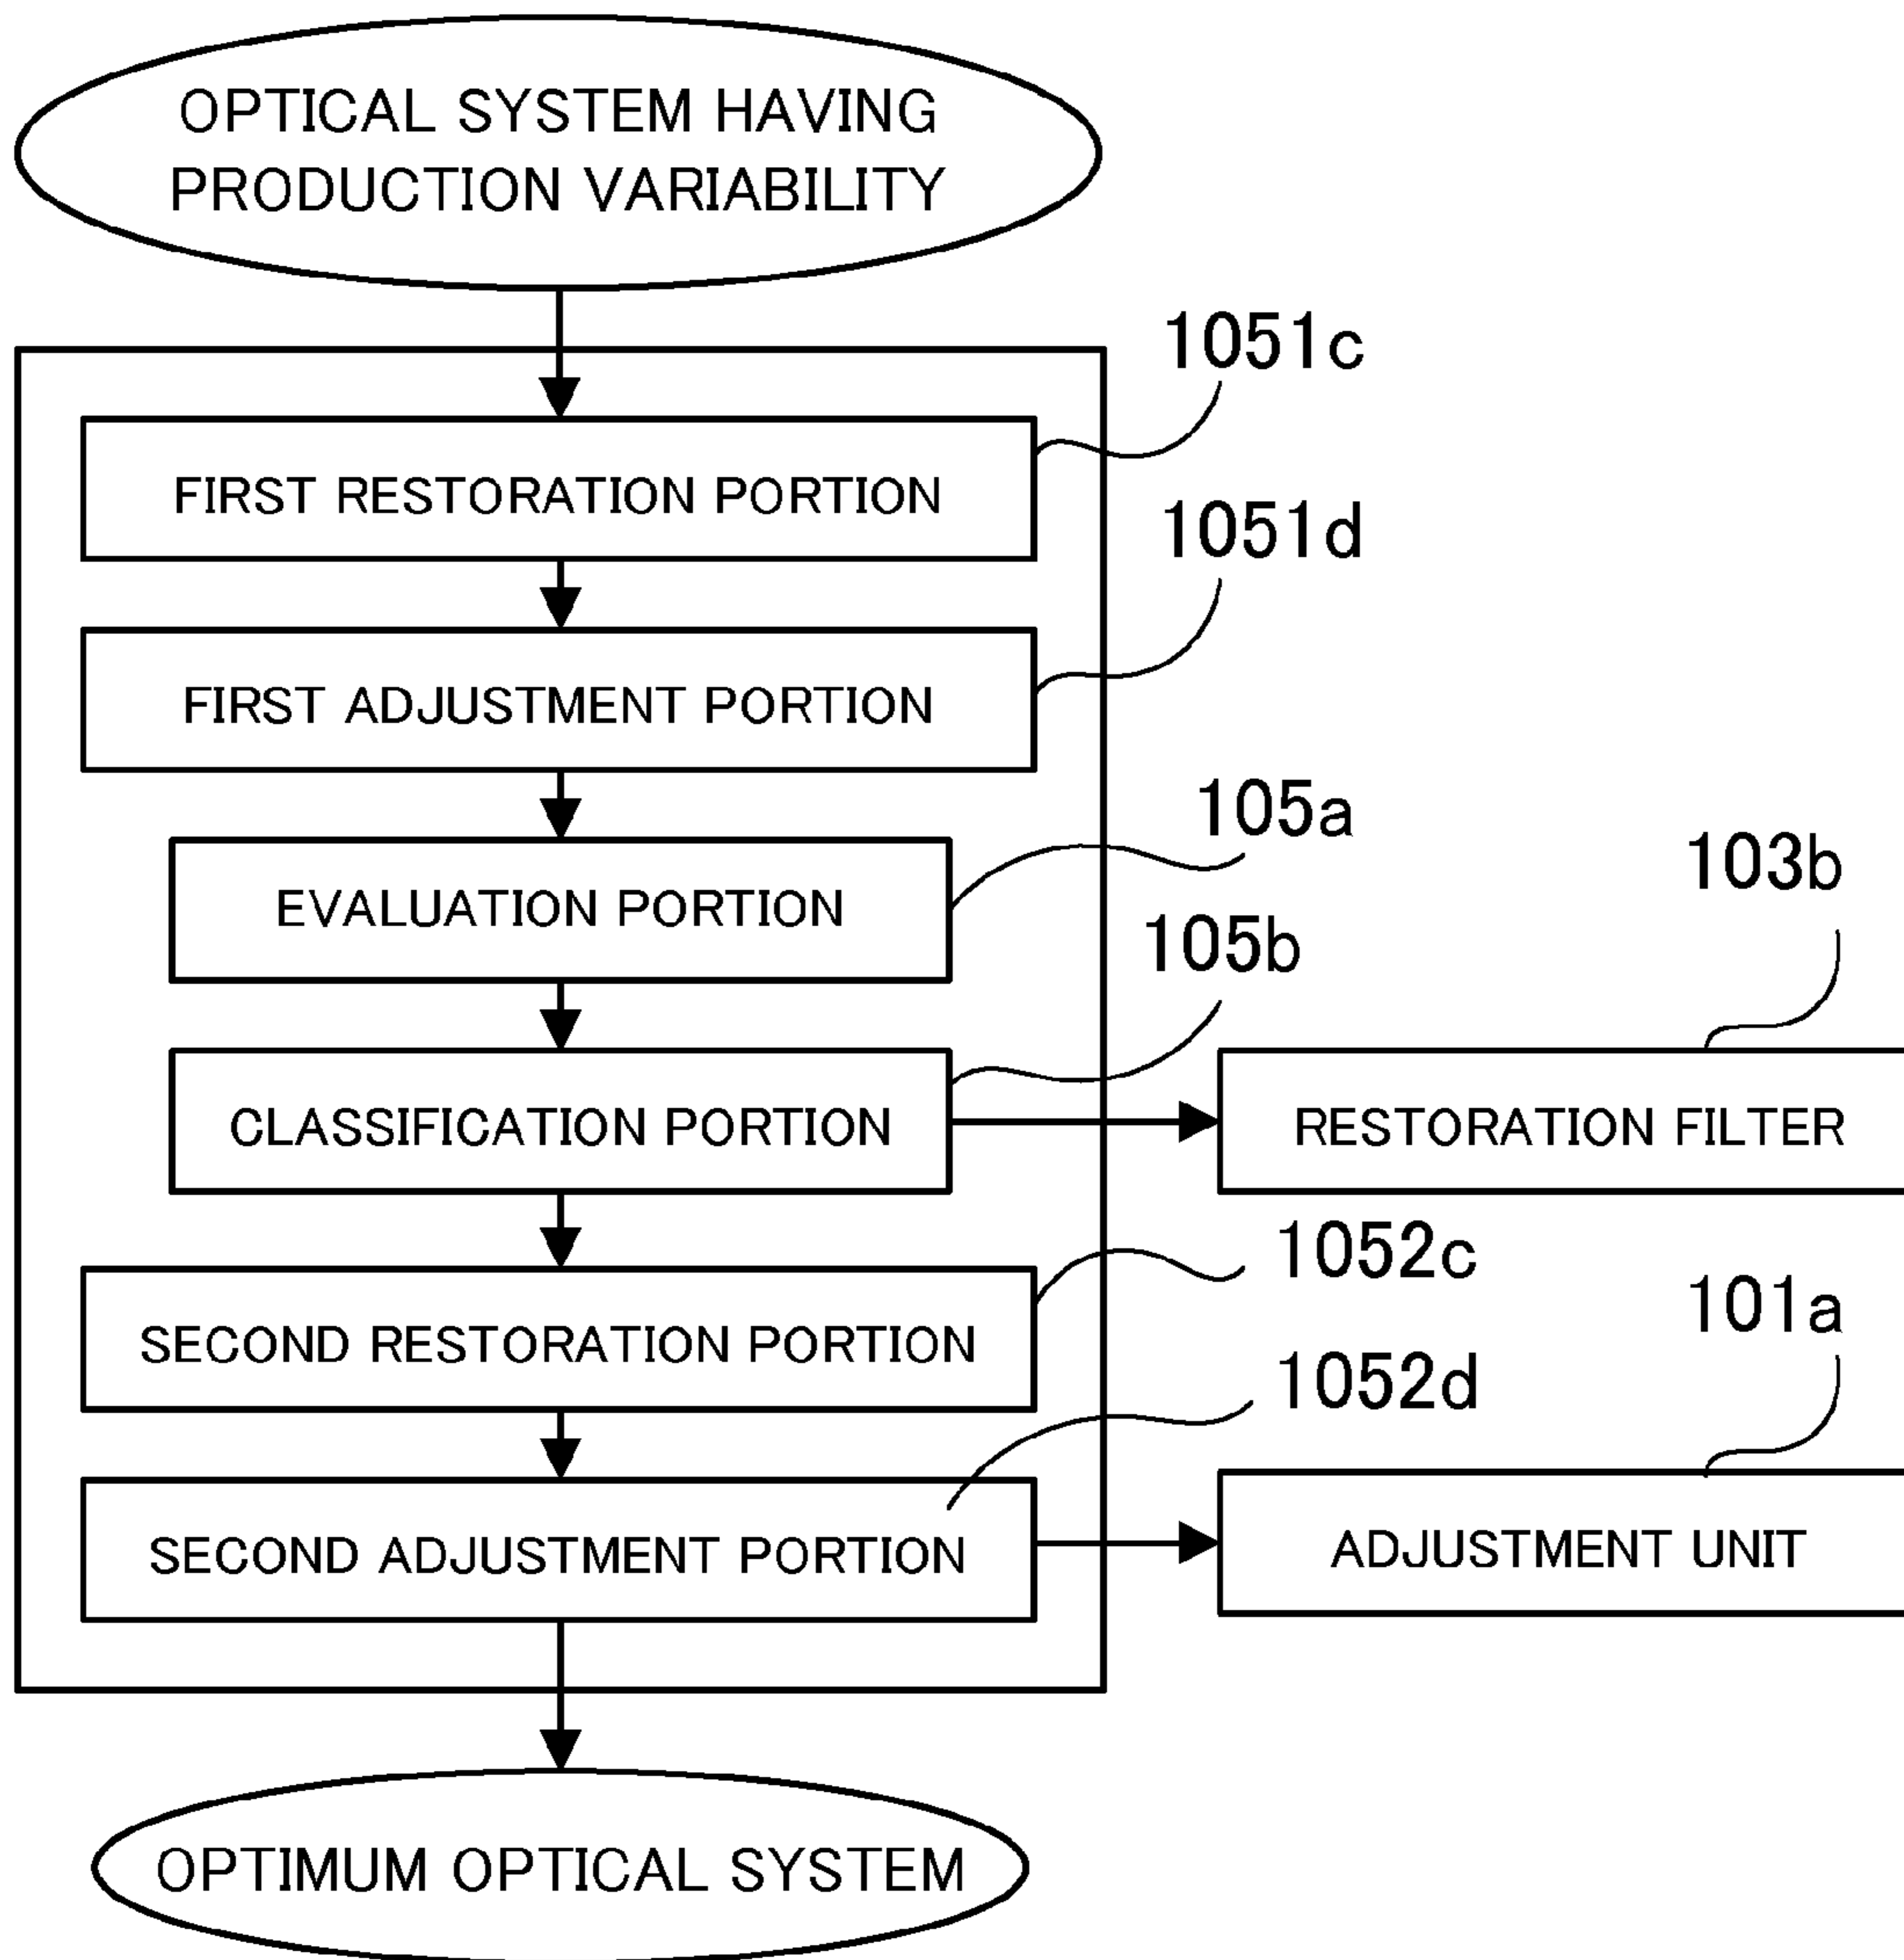 OPTICAL SYSTEM HAVING
PRODUCTION VARIABILITY
1051c
FIRST RESTORATION PORTION
1051d
FIRST ADJUSTMENT PORTION
105a
103b
EVALUATION PORTION
105b
CLASSIFICATION PORTION
RESTORATION FILTER
1052c
101a
SECOND RESTORATION PORTION
1052d
SECOND ADJUSTMENT PORTION
ADJUSTMENT UNIT
OPTIMUM OPTICAL SYSTEM